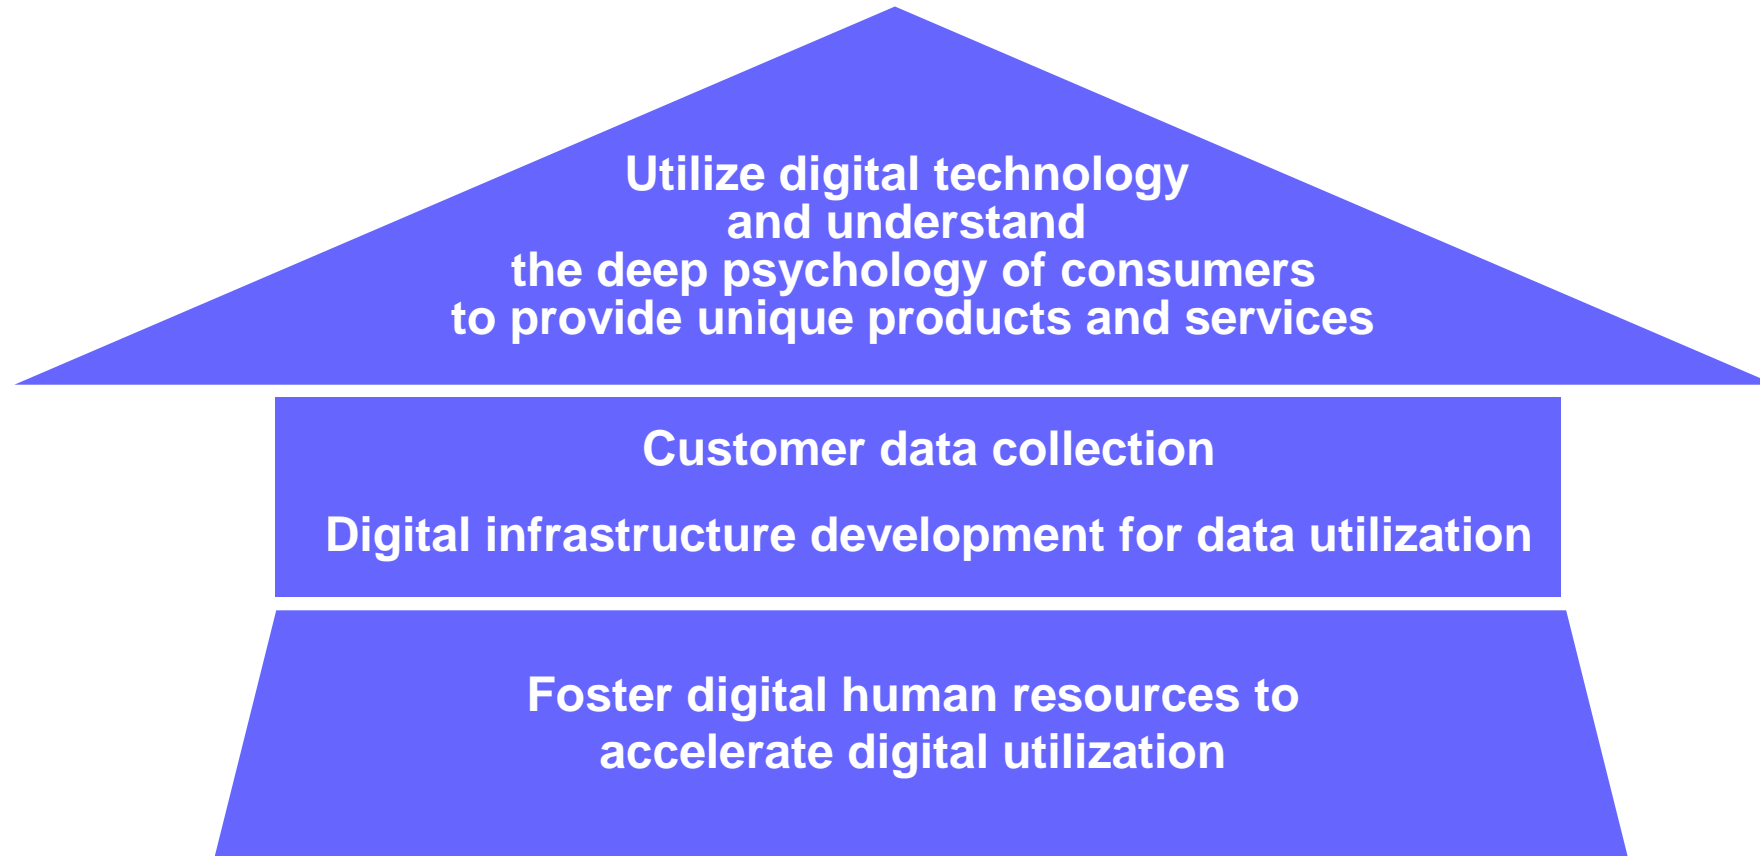 Utilize digital technology
and understand
the deep psychology of consumers
to provide unique products and services
Customer data collection
Digital infrastructure development for data utilization
Foster digital human resources to
accelerate digital utilization